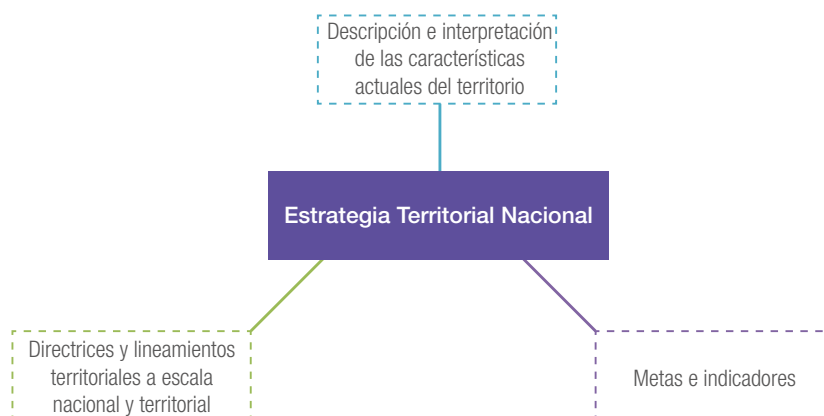 Descripción e interpretación
de las características
actuales del territorio
Estrategia Territorial Nacional
Directrices y lineamientos
territoriales a escala
nacional y territorial
Metas e indicadores